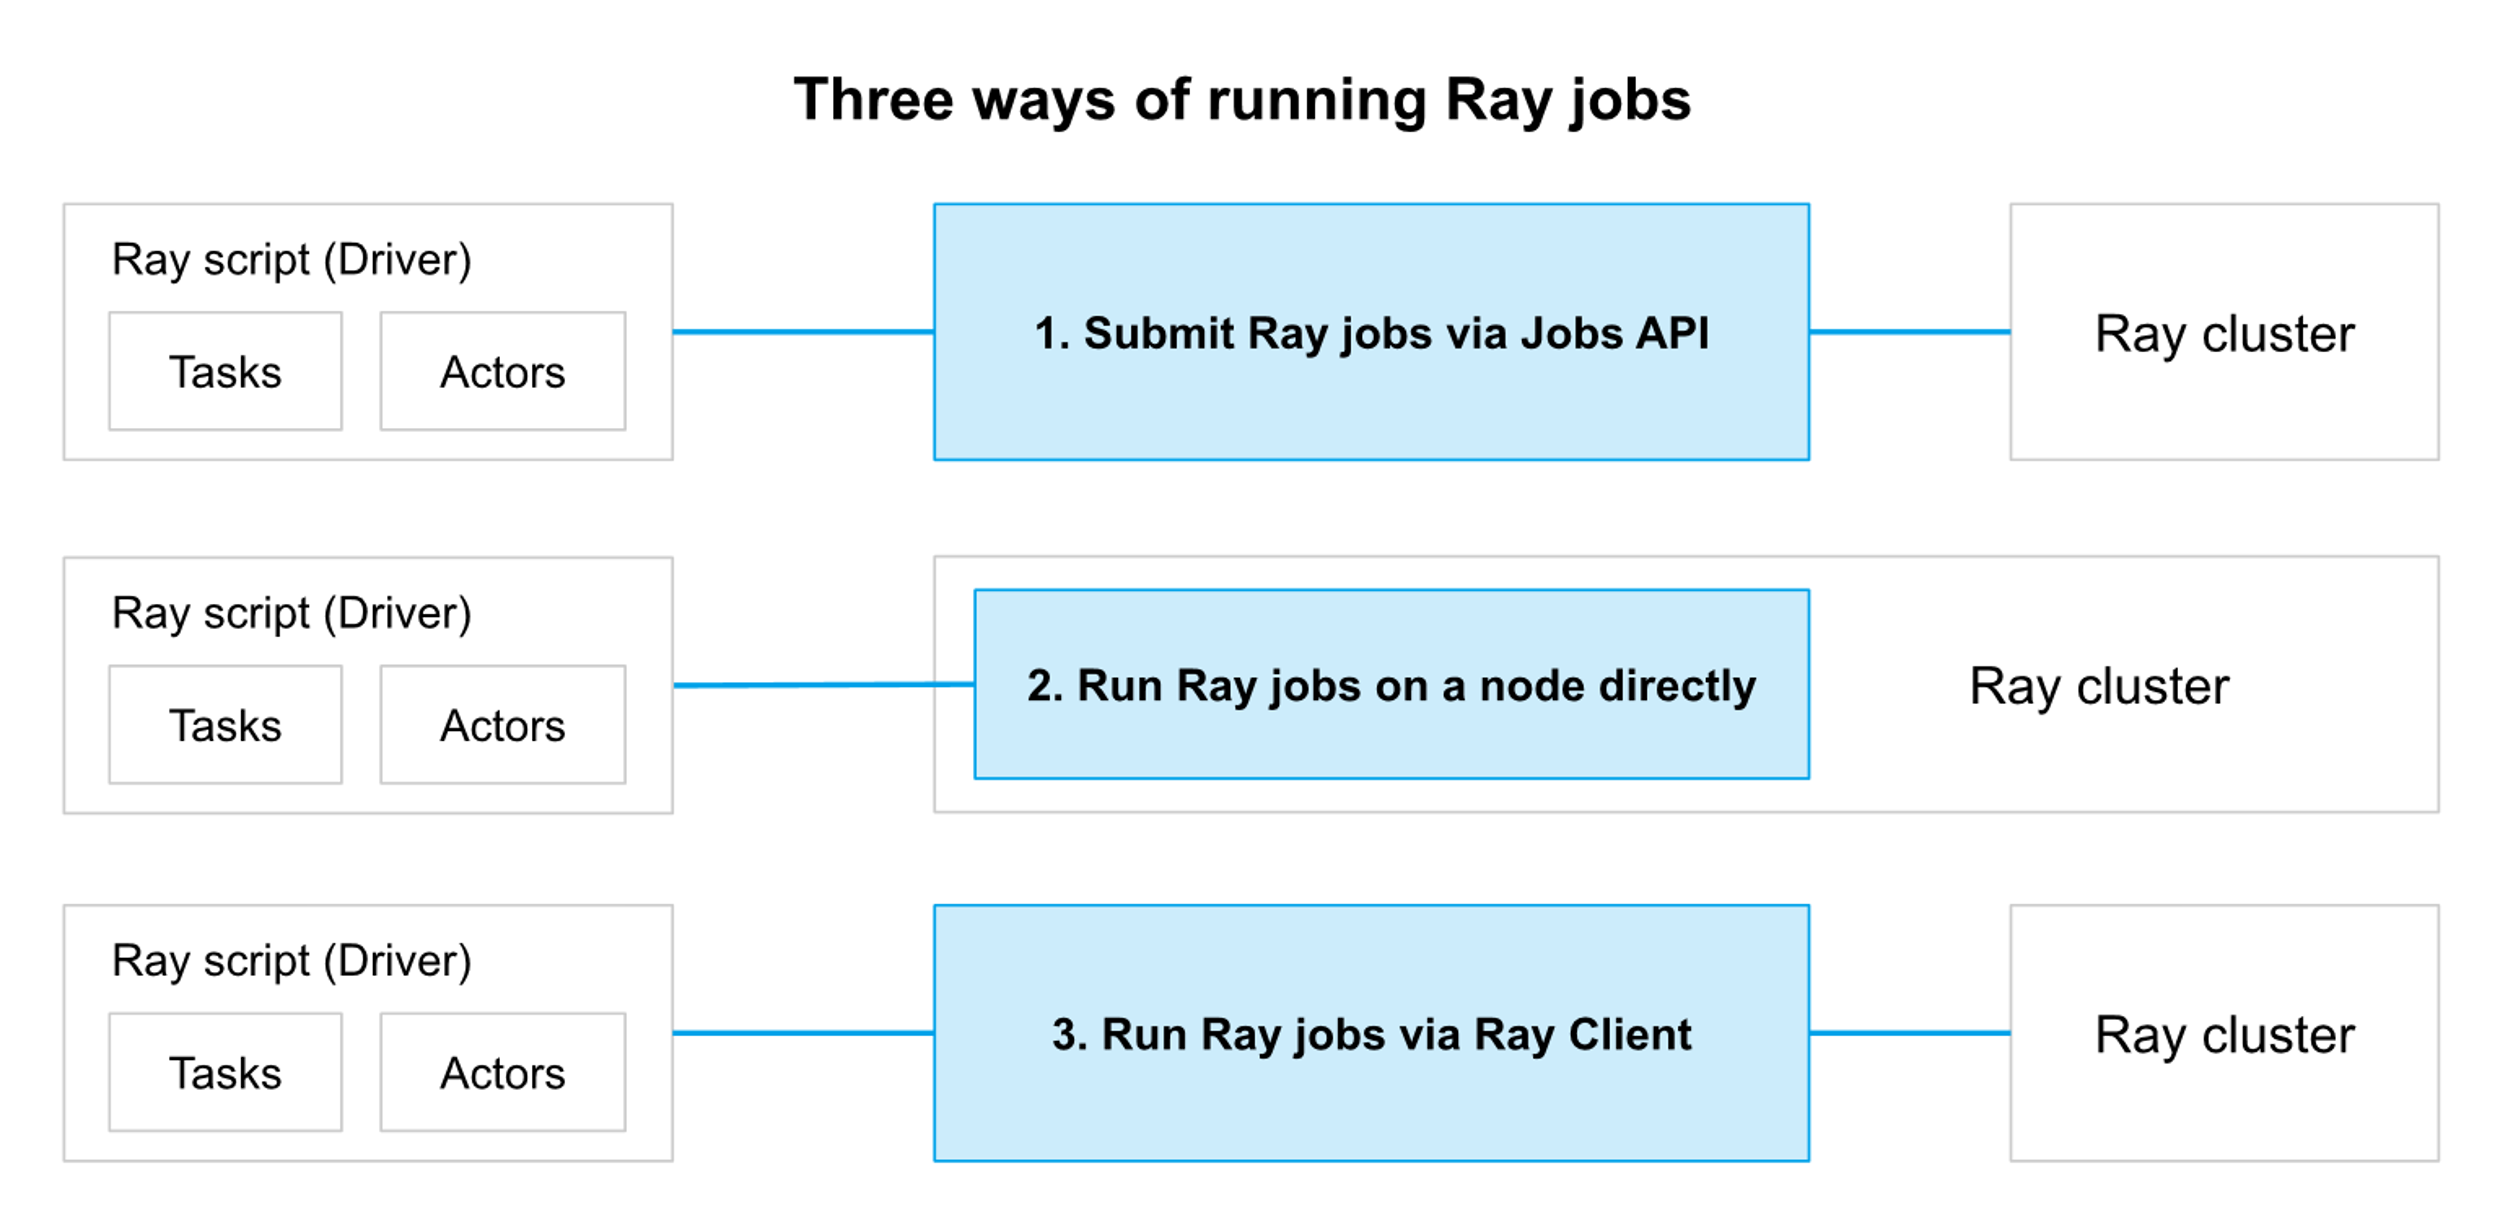 Three ways of running Ray jobs
Ray script (Driver)
Tasks
Actors
1. Submit Ray jobs via Jobs API
Ray cluster
Ray script (Driver)
Tasks
Actors
2. Run Ray jobs on a node directly
Ray cluster
Ray script (Driver)
Tasks
Actors
3. Run Ray jobs via Ray Client
Ray cluster